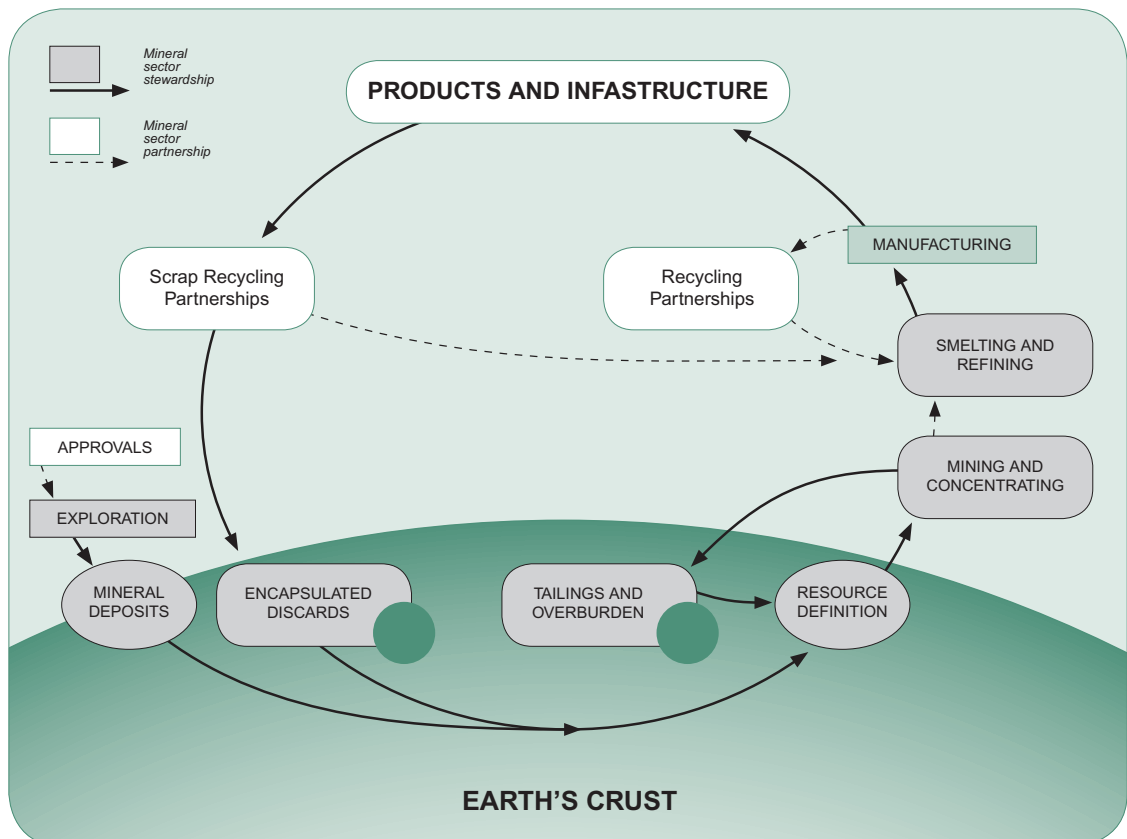 Mineral
sector
stewardship
Mineral
sector
partnership
PRODUCTS AND INFASTRUCTURE
MANUFACTURING
Scrap Recycling
Partnerships
Recycling
Partnerships
SMELTING AND
REFINING
APPROVALS
MINING AND
CONCENTRATING
EXPLORATION
MINERAL
DEPOSITS
ENCAPSULATED
DISCARDS
TAILINGS AND
OVERBURDEN
RESOURCE
DEFINITION
EARTH'S CRUST